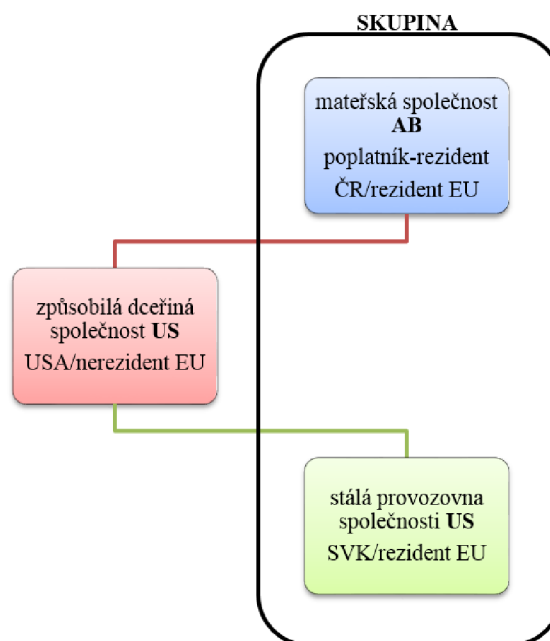 SKUPINA
mateřská společnost
AB
poplatník-rezident
ČR/rezident EU
způsobilá dceřiná
společnost US
USA/nerezident EU
stálá provozovna
společnosti US
SVK/rezident EU